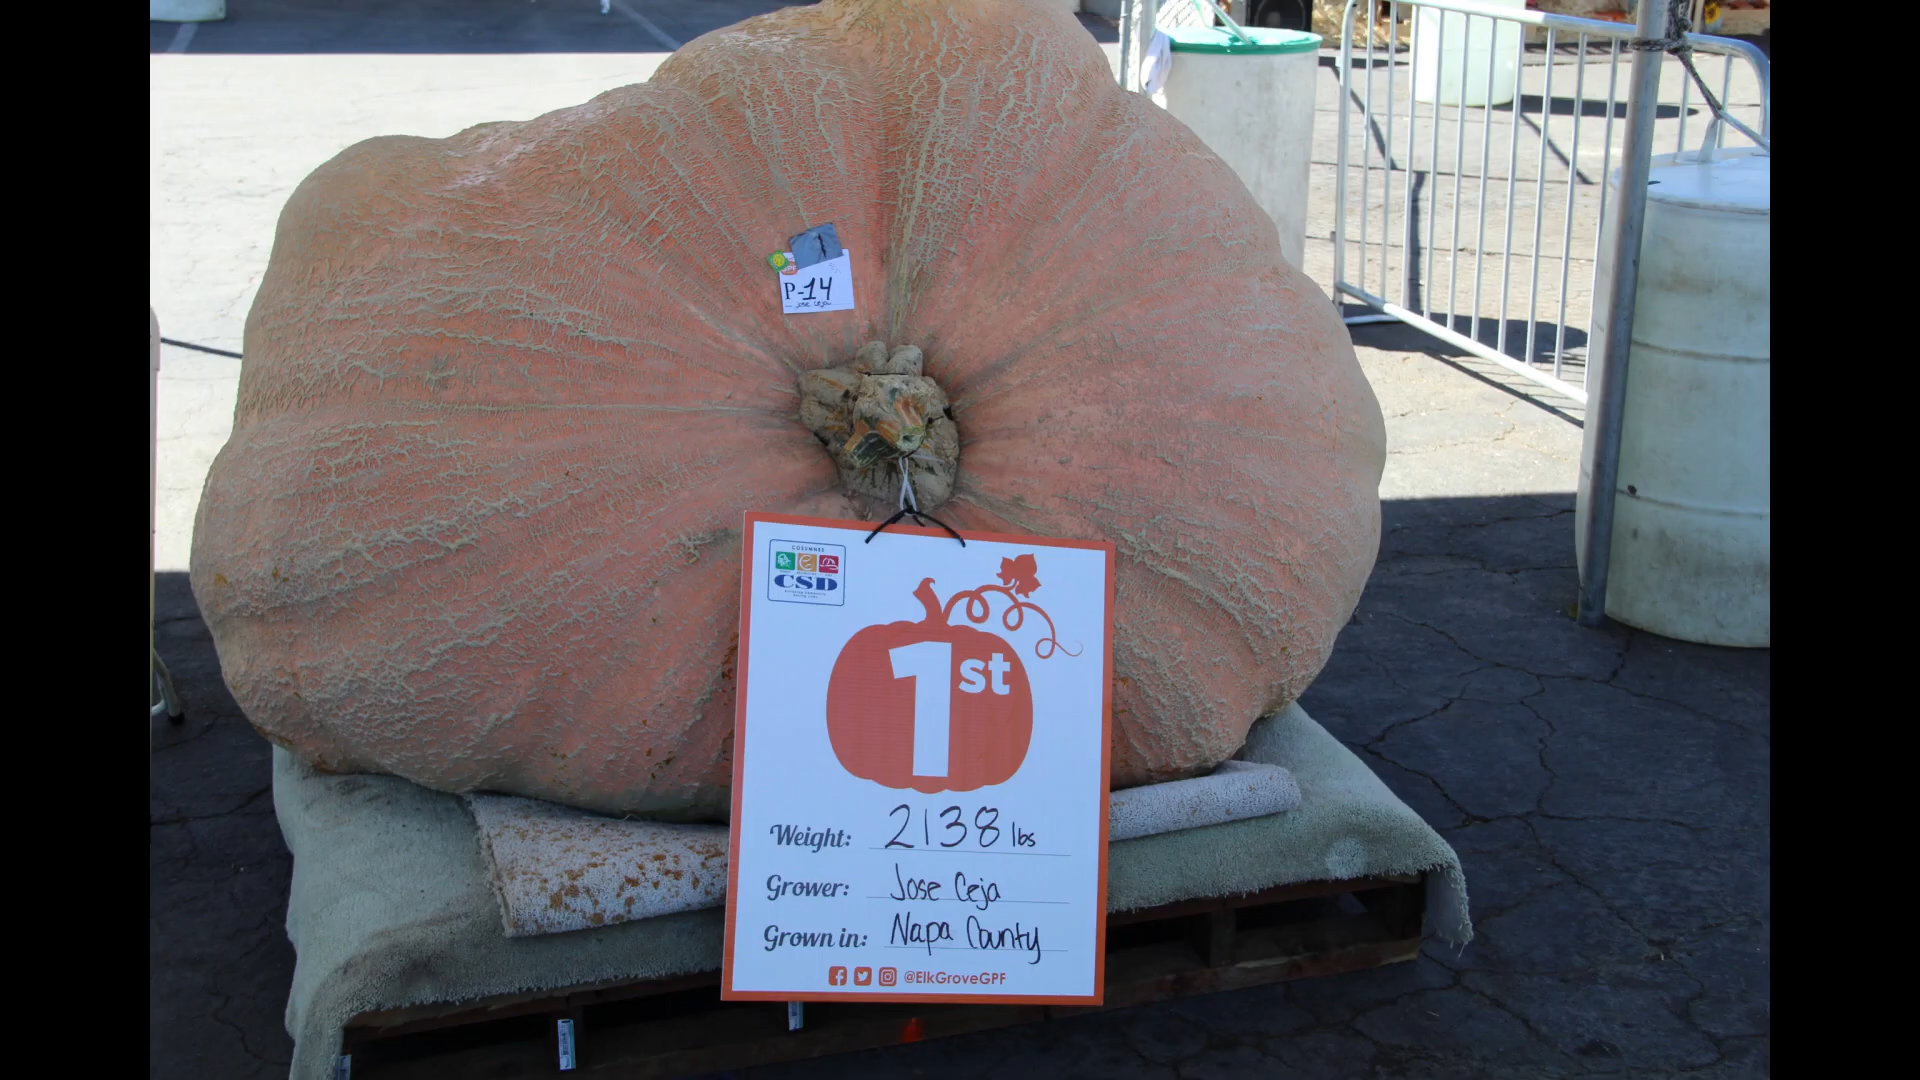 P-14
Jose Ceja
COSUMNES
CSD
1st
Weight: 2138 lbs
Grower: Jose Ceja
Grown in: Napa County
@ElkGroveGPF